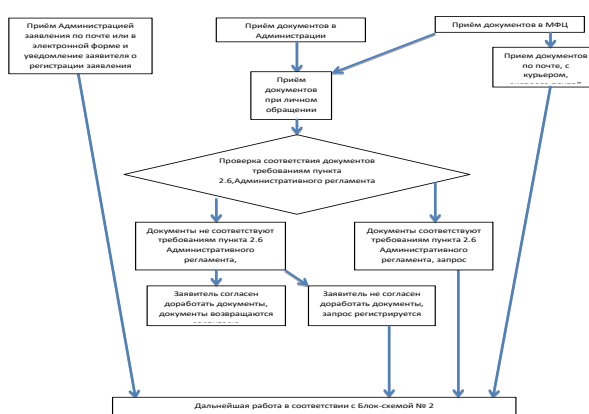 Приём Администрацией
заявления по почте или в
электронной форме и
уведомление заявителя о
регистрации заявления
Приём документов в
Администрации
Приём документов в МФЦ
Прием документов
по почте, с
курьером,
Приём
документов
при личном
обращении
Проверка соответствия документов
требованиям пункта
2.6,Административного регламента
Документы не соответствуют
требованиям пункта 2.6
Административного
регламента,
Документы соответствуют
требованиям пункта 2.6
Административного
регламента, запрос
Заявитель согласен
доработать документы,
документы возвращаются
Заявитель не согласен
доработать документы,
запрос регистрируется
Дальнейшая работа в соответствии с Блок-схемой № 2